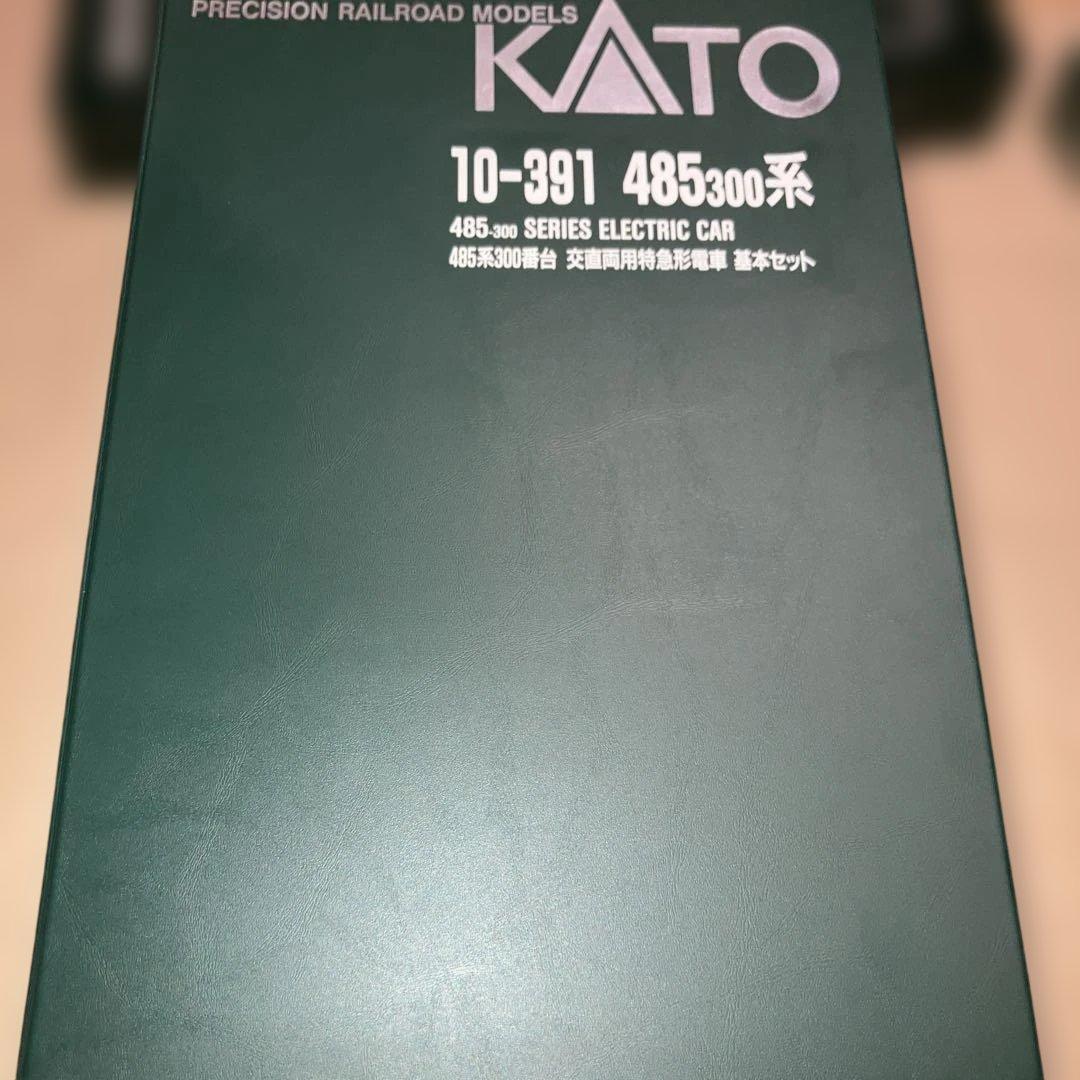 PRECISION RAILROAD MODELS
KATO
10-391 485300系
485-300 SERIES ELECTRIC CAR
485系300番台 交直両用特急形電車 基本セット